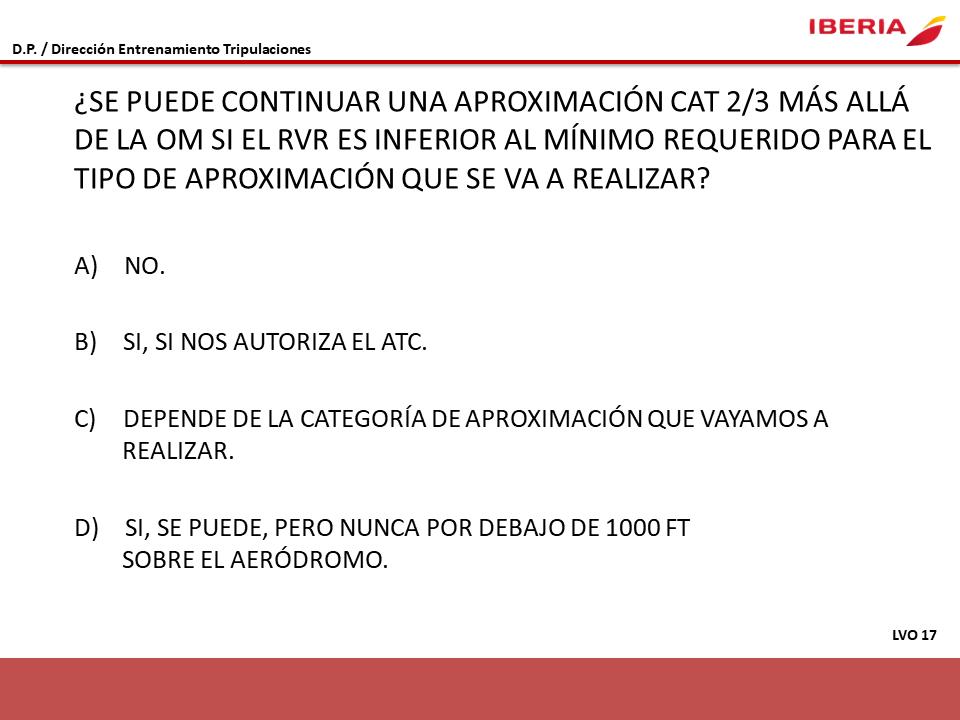 IBERIA
D.P. / Dirección Entrenamiento Tripulaciones
¿SE PUEDE CONTINUAR UNA APROXIMACIÓN CAT 2/3 MÁS ALLÁ
DE LA OM SI EL RVR ES INFERIOR AL MÍNIMO REQUERIDO PARA EL
TIPO DE APROXIMACIÓN QUE SE VA A REALIZAR?
A) NO.
B) SI, SI NOS AUTORIZA EL ATC.
C) DEPENDE DE LA CATEGORÍA DE APROXIMACIÓN QUE VAYAMOS A
REALIZAR.
D) SI, SE PUEDE, PERO NUNCA POR DEBAJO DE 1000 FT
SOBRE EL AERÓDROMO.
LVO 17